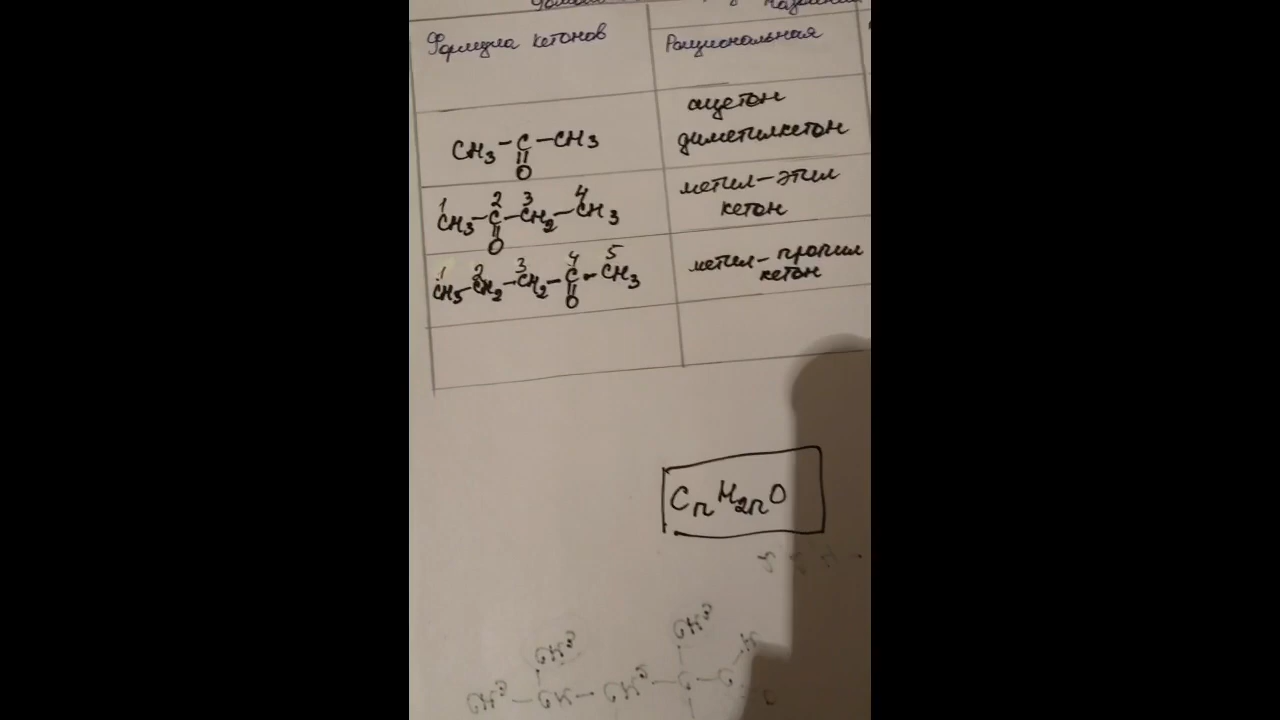 Формула кетонов
Рациональная
CH3–C–CH3
||
O
ацетон
диметилкетон
1 2 3 4
CH3–C–CH2–CH3
||
O
метил–этил
кетон
1 2 3 4 5
CH3–CH2–CH2–C–CH3
||
O
метил–пропил
кетон
CnH2nO